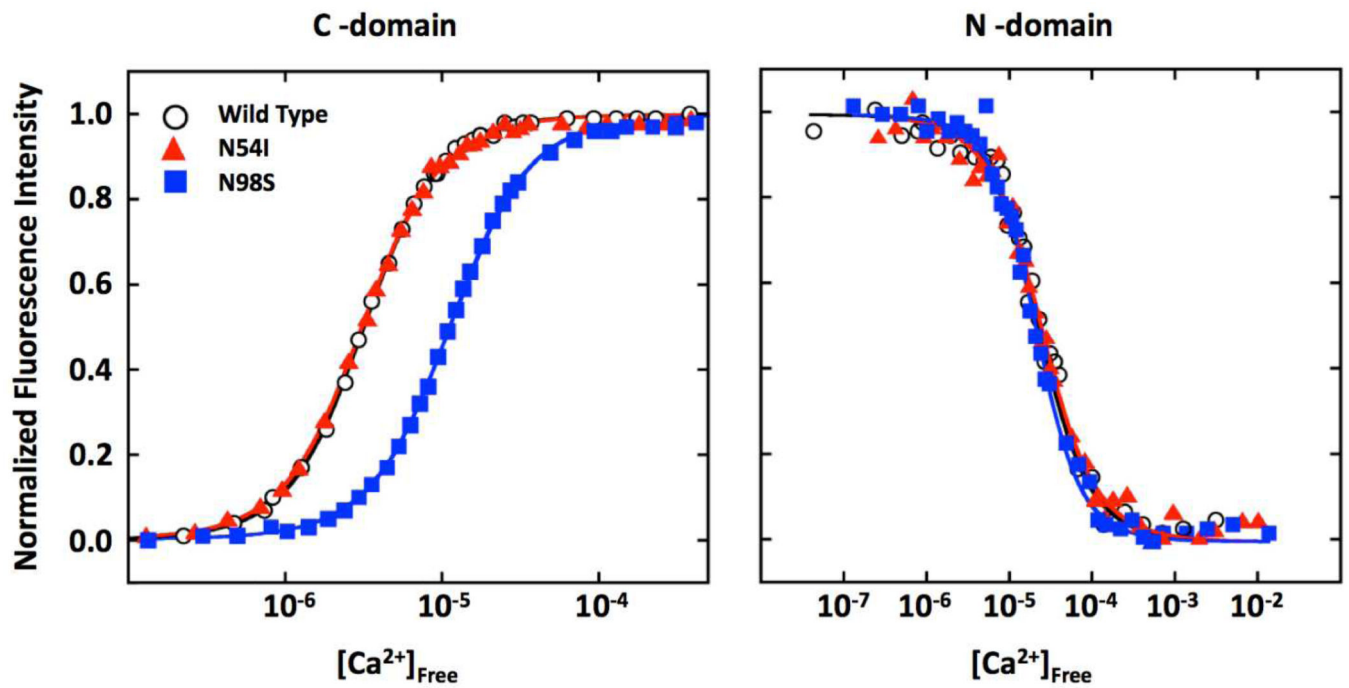 C -domain
N -domain
Normalized Fluorescence Intensity
1.0
0.8
0.6
0.4
0.2
0.0
Wild Type
N54I
N98S
10⁻⁶ 10⁻⁵ 10⁻⁴
10⁻⁷ 10⁻⁶ 10⁻⁵ 10⁻⁴ 10⁻³ 10⁻²
[Ca²⁺]Free
[Ca²⁺]Free